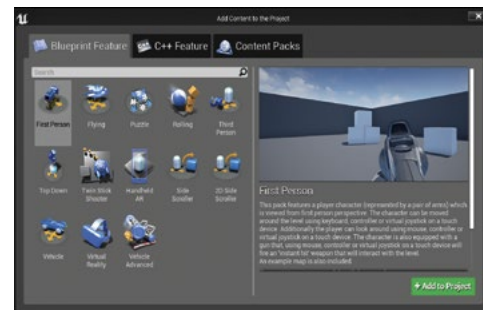 Add Content to the Project
Blueprint Feature
C++ Feature
Content Packs
Search
First Person
Flying
Puzzle
Rolling
Third
Person
Top Down
Twin Stick
Shooter
Handheld
AR
Side
Scroller
2D Side
Scroller
Vehicle
Virtual
Reality
Vehicle
Advanced
First Person
This pack features a player character (represented by a pair of arms) which
is viewed from first person perspective. The character can be moved
around the level using keyboard, controller or virtual joystick on a touch
device. Additionally the player can look around using mouse, controller or
virtual joystick on a touch device. The character is also equipped with a
gun that, using mouse, controller or virtual joystick on a touch device will
fire an 'instant hit' weapon that will interact with the level.
An example map is also included.
+ Add to Project